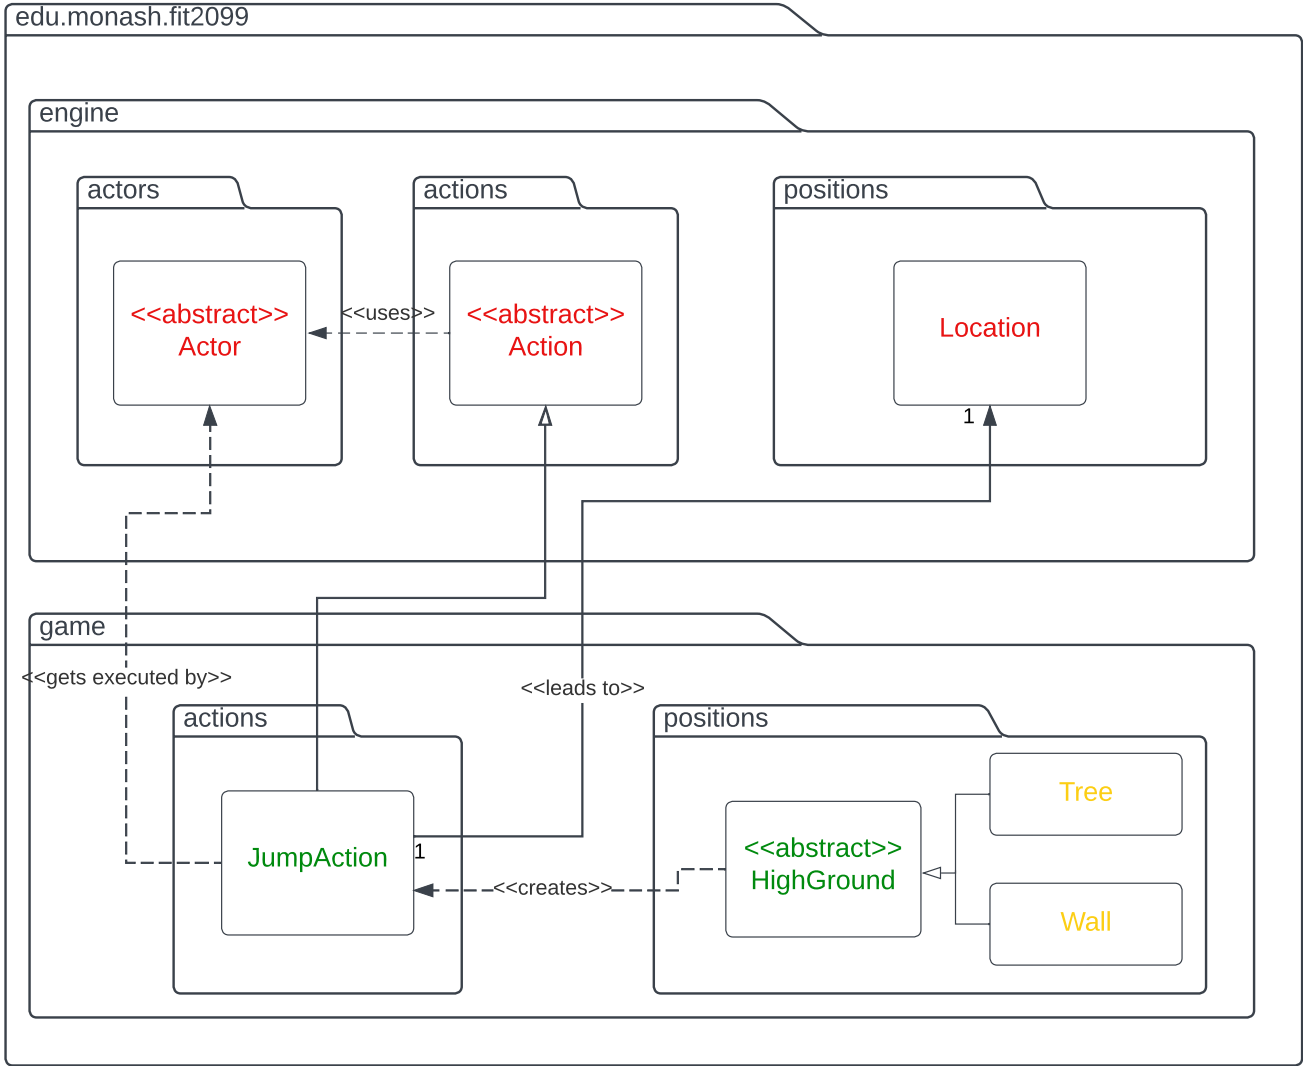 edu.monash.fit2099
engine
actors
actions
positions
<<abstract>>
Actor
<<uses>>
<<abstract>>
Action
Location
1
game
<<gets executed by>>
<<leads to>>
actions
positions
JumpAction
1
<<creates>>
<<abstract>>
HighGround
Tree
Wall